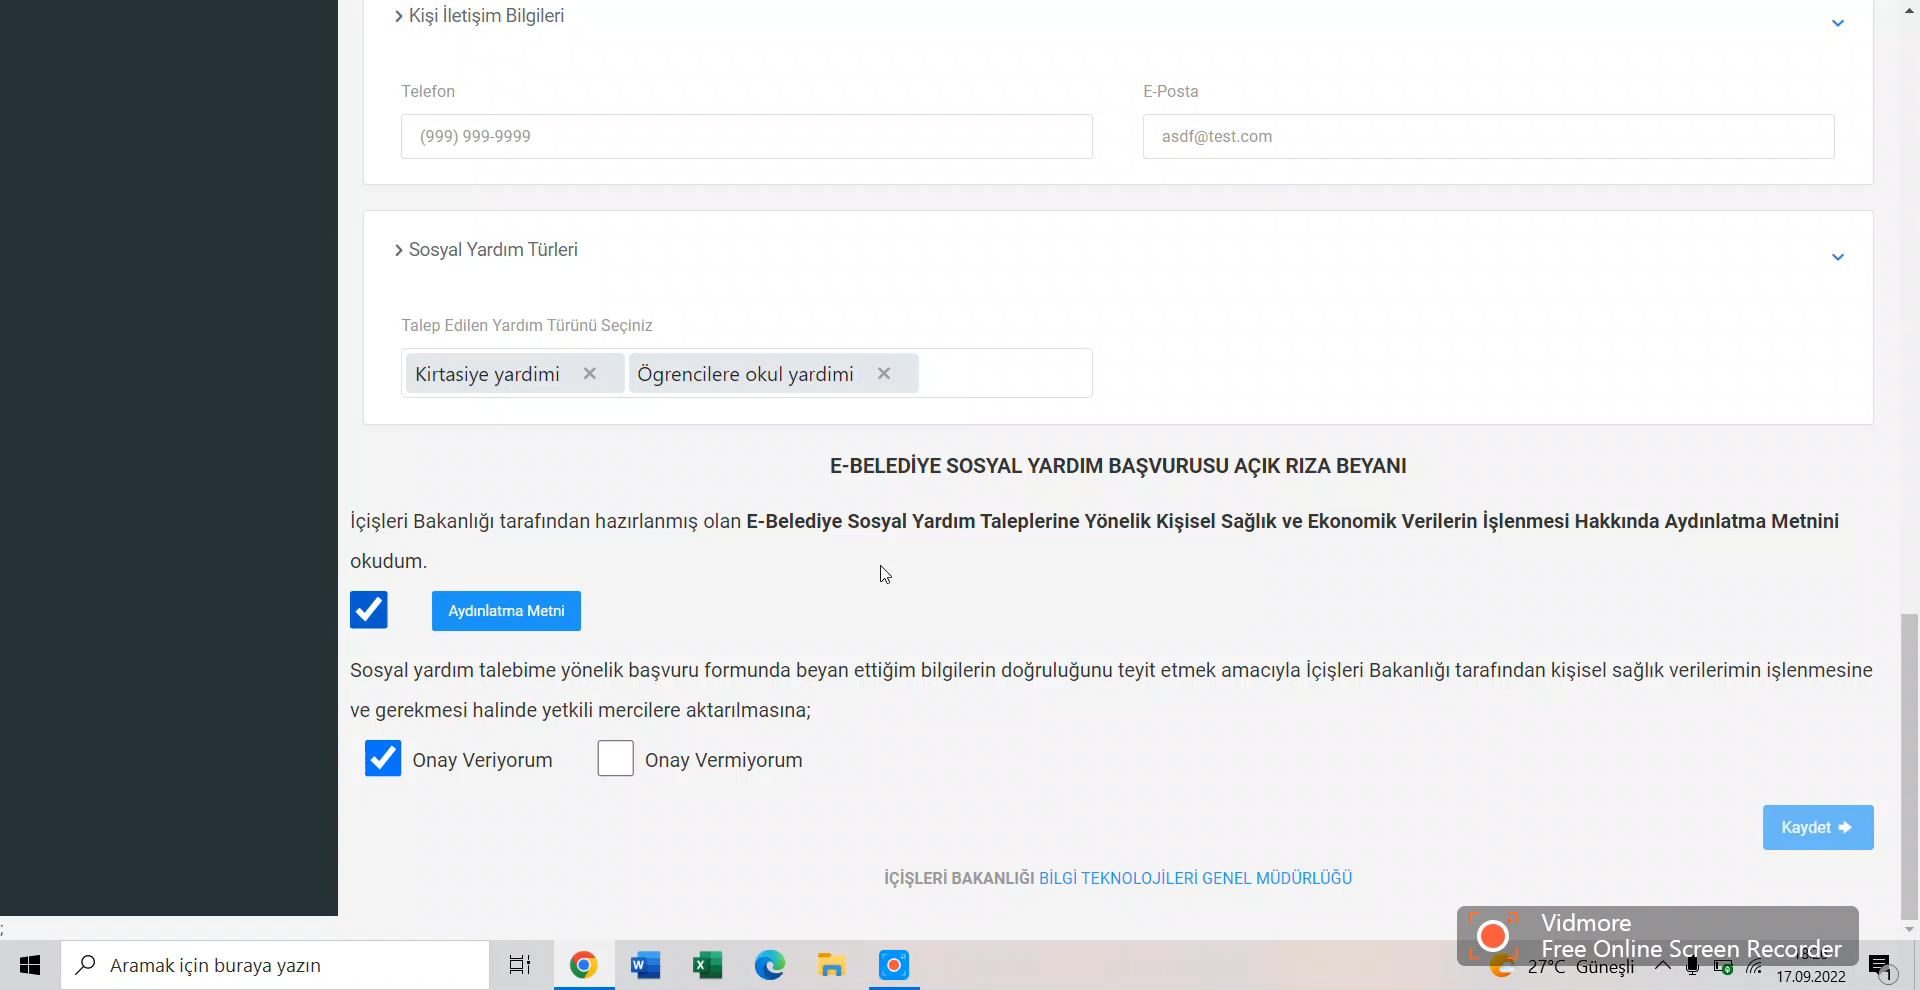 Kişi İletişim Bilgileri
Telefon
E-Posta
(999) 999-9999
asdf@test.com
Sosyal Yardım Türleri
Talep Edilen Yardım Türünü Seçiniz
Kirtasiye yardimi ×
Ögrencilere okul yardimi ×
E-BELEDİYE SOSYAL YARDIM BAŞVURUSU AÇIK RIZA BEYANI
İçişleri Bakanlığı tarafından hazırlanmış olan E-Belediye Sosyal Yardım Taleplerine Yönelik Kişisel Sağlık ve Ekonomik Verilerin İşlenmesi Hakkında Aydınlatma Metnini
okudum.
Aydınlatma Metni
Sosyal yardım talebime yönelik başvuru formunda beyan ettiğim bilgilerin doğruluğunu teyit etmek amacıyla İçişleri Bakanlığı tarafından kişisel sağlık verilerimin işlenmesine
ve gerekmesi halinde yetkili mercilere aktarılmasına;
Onay Veriyorum
Onay Vermiyorum
Kaydet
İÇİŞLERİ BAKANLIĞI BİLGİ TEKNOLOJİLERİ GENEL MÜDÜRLÜĞÜ
;
Vidmore
Free Online Screen Recorder
Aramak için buraya yazın
27°C Güneşli
17.09.2022
1